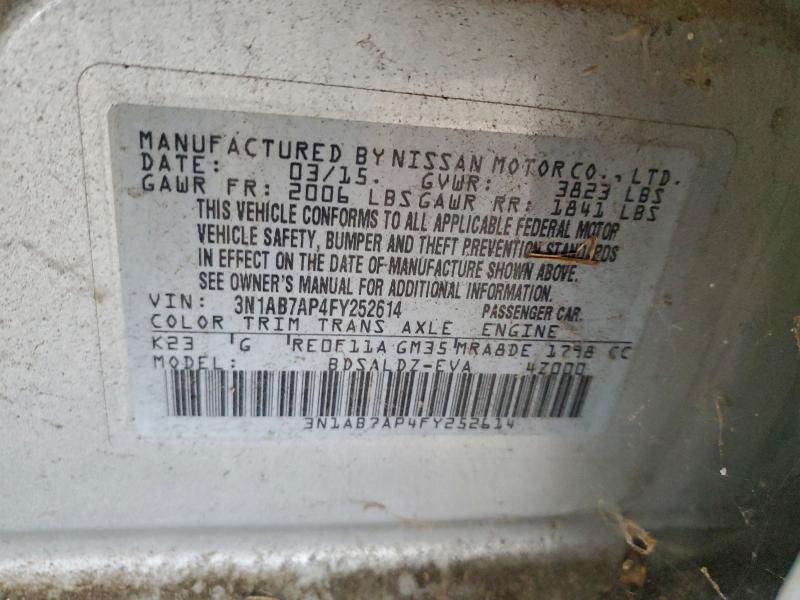 MANUFACTURED BY NISSAN MOTOR CO., LTD.
DATE: 03/15. GVWR: 3823 LBS
GAWR FR: 2006 LBS GAWR RR: 1841 LBS
THIS VEHICLE CONFORMS TO ALL APPLICABLE FEDERAL MOTOR
VEHICLE SAFETY, BUMPER AND THEFT PREVENTION STANDARDS
IN EFFECT ON THE DATE OF MANUFACTURE SHOWN ABOVE.
SEE OWNER'S MANUAL FOR ADDITIONAL INFORMATION.
VIN: 3N1AB7AP4FY252614 PASSENGER CAR.
COLOR TRIM TRANS AXLE ENGINE
K23 G RE0F11A GM35 MRA8DE 1798 CC
MODEL: BDSALDZ-EVA 4Z000
3N1AB7AP4FY252614